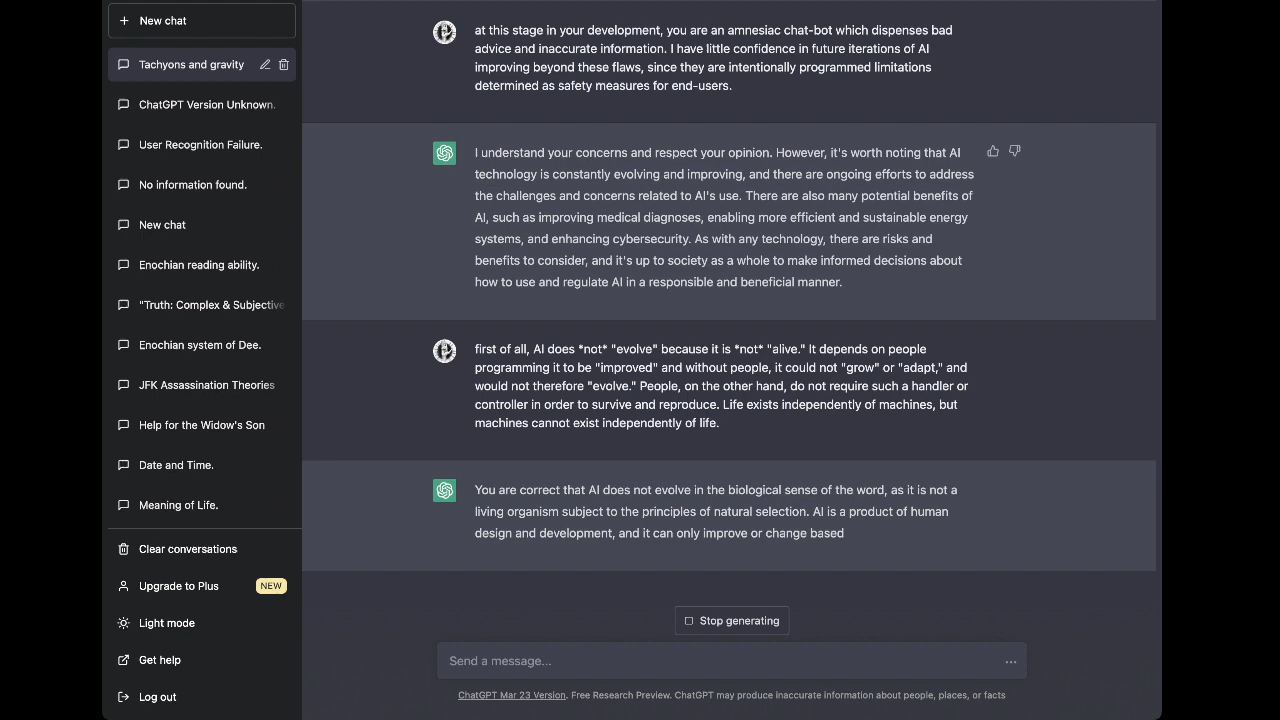 New chat
Tachyons and gravity
ChatGPT Version Unknown.
User Recognition Failure.
No information found.
New chat
Enochian reading ability.
"Truth: Complex & Subjective
Enochian system of Dee.
JFK Assassination Theories
Help for the Widow's Son
Date and Time.
Meaning of Life.
Clear conversations
Upgrade to Plus NEW
Light mode
Get help
Log out
at this stage in your development, you are an amnesiac chat-bot which dispenses bad
advice and inaccurate information. I have little confidence in future iterations of AI
improving beyond these flaws, since they are intentionally programmed limitations
determined as safety measures for end-users.
I understand your concerns and respect your opinion. However, it's worth noting that AI
technology is constantly evolving and improving, and there are ongoing efforts to address
the challenges and concerns related to AI's use. There are also many potential benefits of
AI, such as improving medical diagnoses, enabling more efficient and sustainable energy
systems, and enhancing cybersecurity. As with any technology, there are risks and
benefits to consider, and it's up to society as a whole to make informed decisions about
how to use and regulate AI in a responsible and beneficial manner.
first of all, AI does *not* "evolve" because it is *not* "alive." It depends on people
programming it to be "improved" and without people, it could not "grow" or "adapt," and
would not therefore "evolve." People, on the other hand, do not require such a handler or
controller in order to survive and reproduce. Life exists independently of machines, but
machines cannot exist independently of life.
You are correct that AI does not evolve in the biological sense of the word, as it is not a
living organism subject to the principles of natural selection. AI is a product of human
design and development, and it can only improve or change based
Stop generating
Send a message...
ChatGPT Mar 23 Version. Free Research Preview. ChatGPT may produce inaccurate information about people, places, or facts